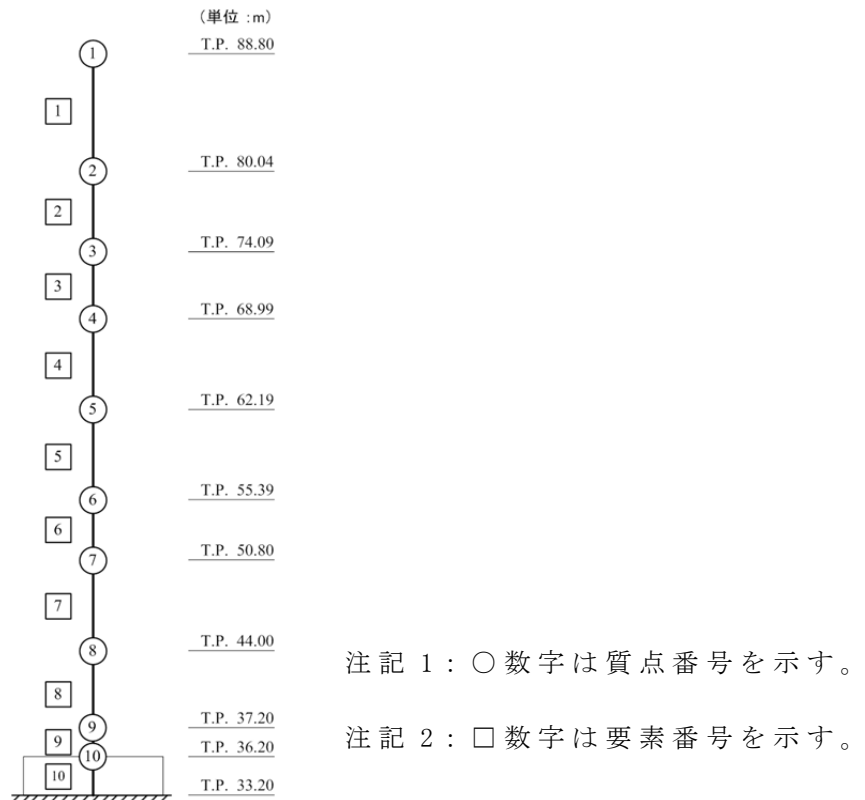 （単位 :m）
① T.P. 88.80
1
② T.P. 80.04
2
③ T.P. 74.09
3
④ T.P. 68.99
4
⑤ T.P. 62.19
5
⑥ T.P. 55.39
6
⑦ T.P. 50.80
7
⑧ T.P. 44.00
注記 1：○数字は質点番号を示す。
8
⑨ T.P. 37.20
注記 2：□数字は要素番号を示す。
9
⑩ T.P. 36.20
10
T.P. 33.20